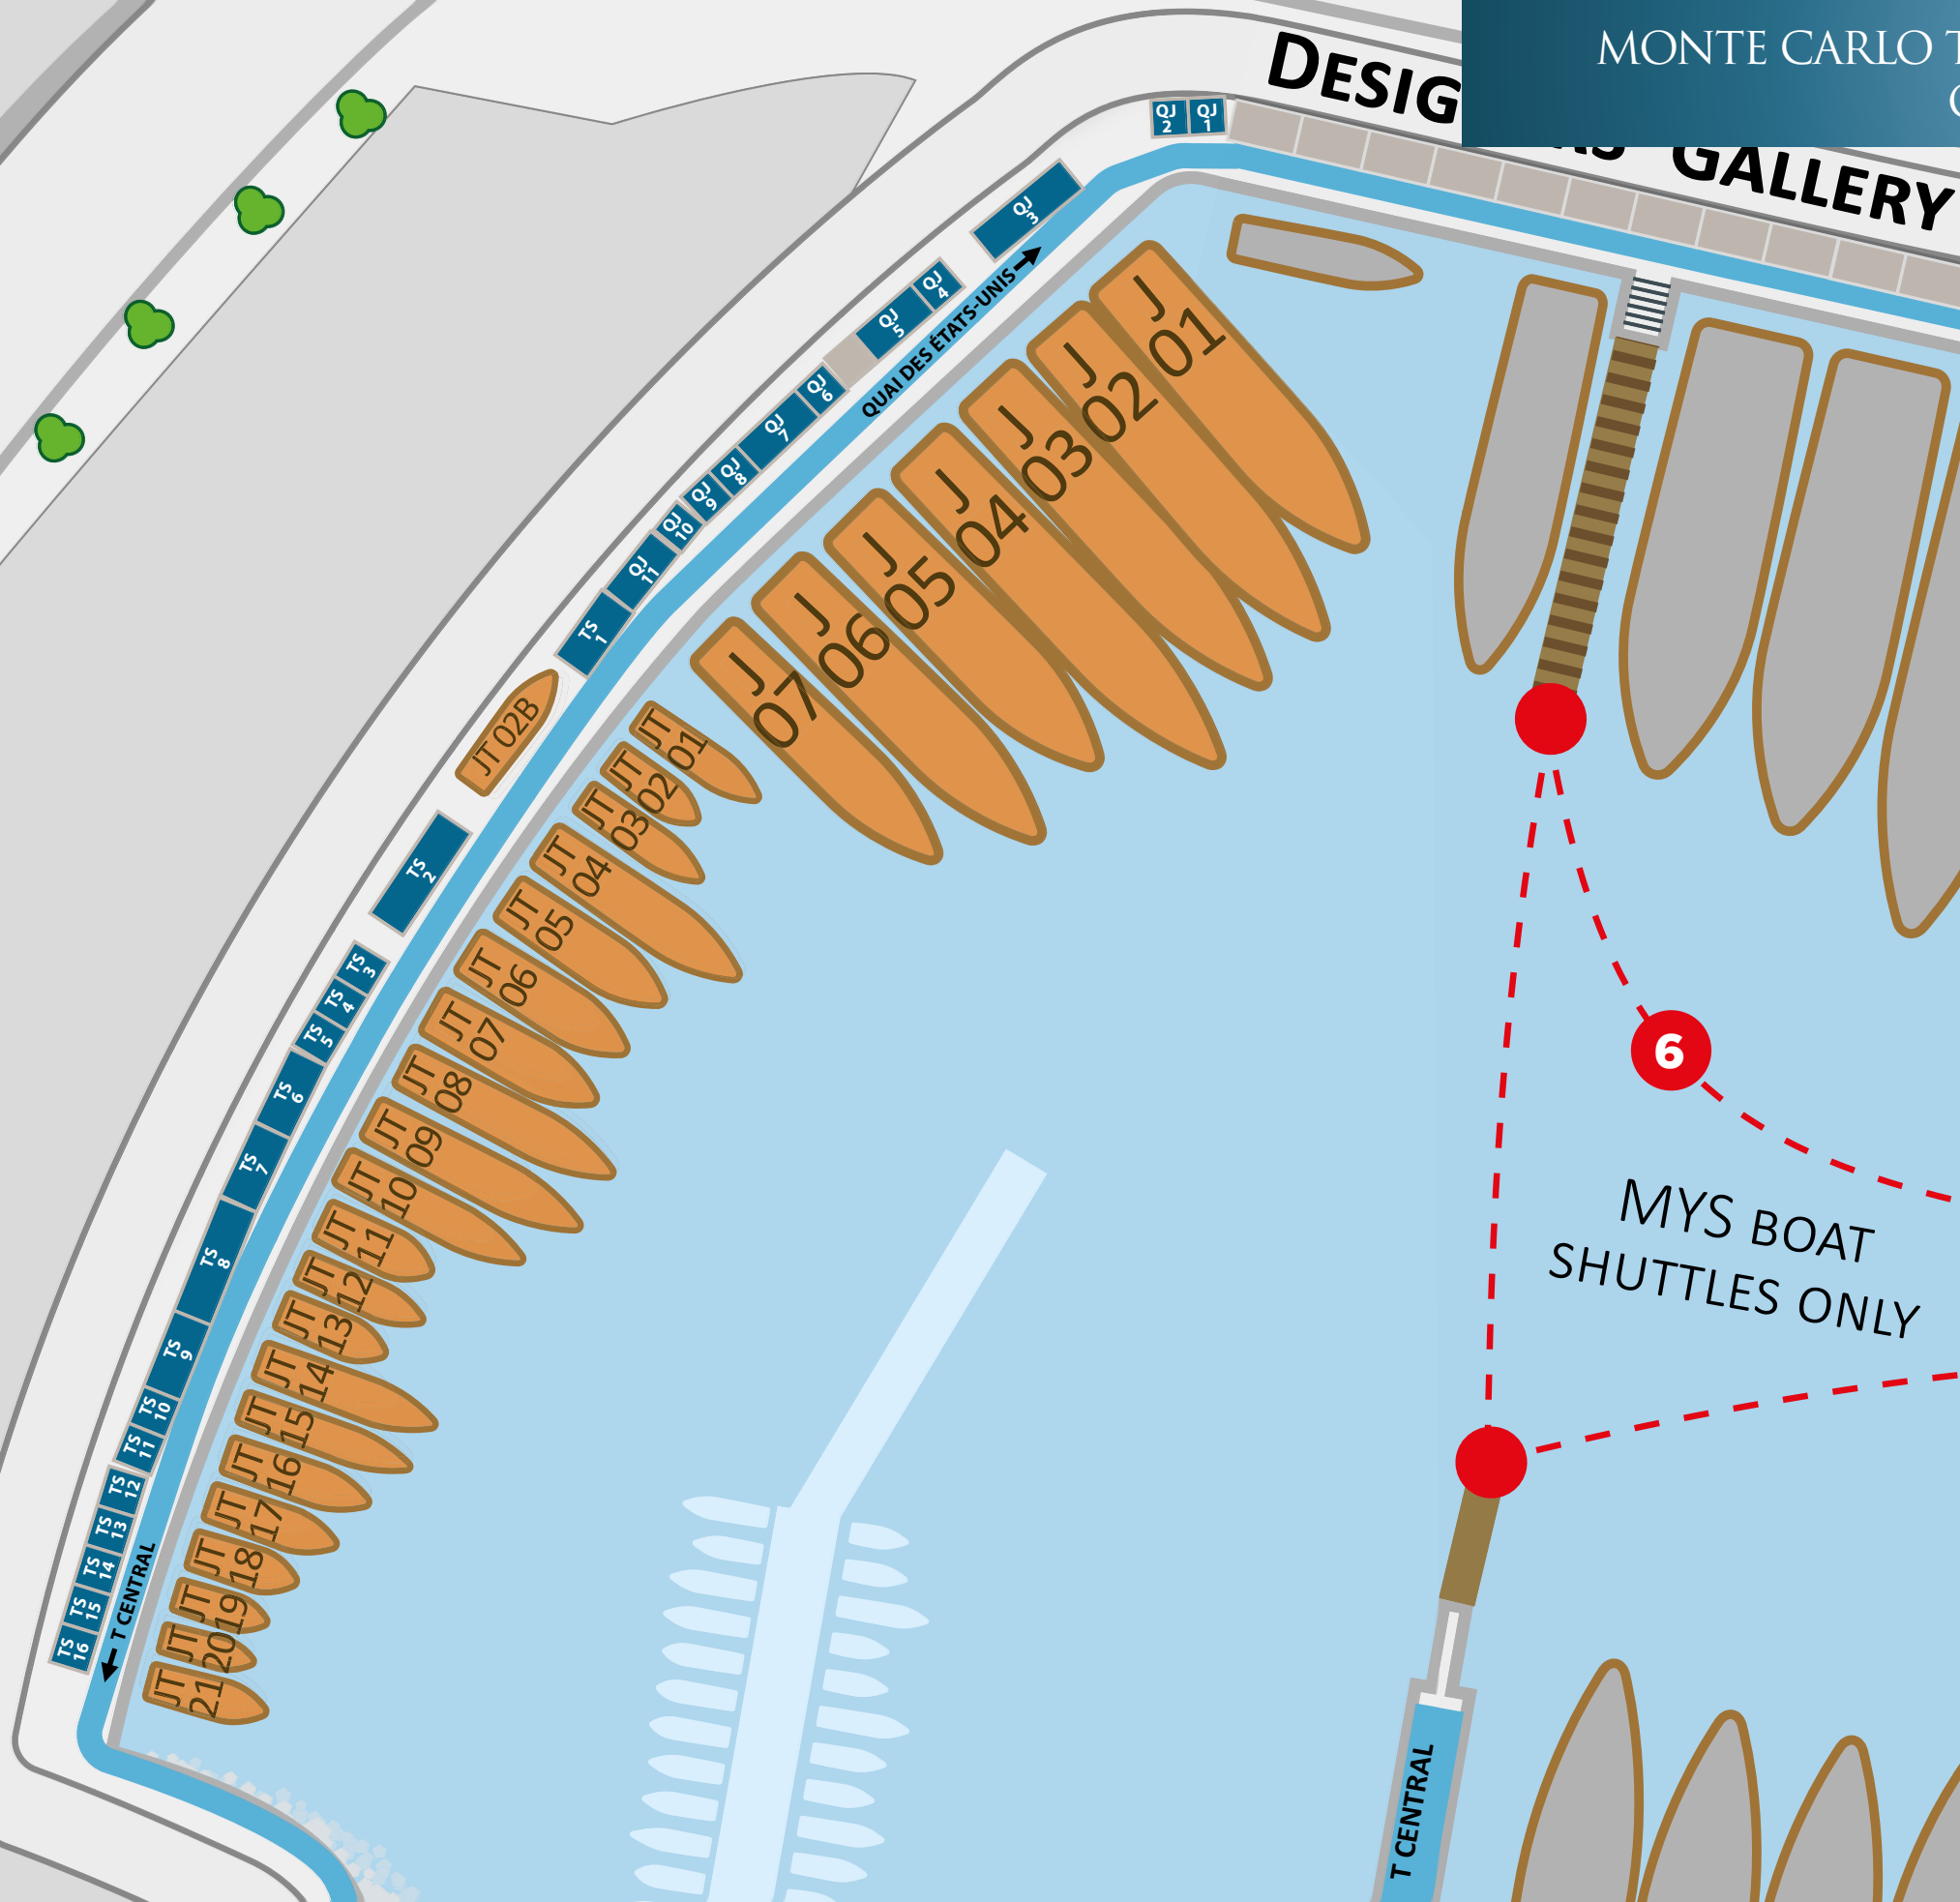 MONTE CARLO
DESIG
GALLERY
QJ
2
QJ
1
QJ
3
QJ
4
QJ
5
QJ
6
QJ
7
QJ
8
QJ
9
QJ
10
QJ
11
QUAI DES ÉTATS-UNIS
J
01
J
02
J
03
J
04
J
05
J
06
J
07
TS
1
JT 02B
TS
2
TS
3
TS
4
TS
5
TS
6
TS
7
TS
8
TS
9
TS
10
TS
11
TS
12
TS
13
TS
14
TS
15
TS
16
JT
01
JT
02
JT
03
JT
04
JT
05
JT
06
JT
07
JT
08
JT
09
JT
10
JT
11
JT
12
JT
13
JT
14
JT
15
JT
16
JT
17
JT
18
JT
19
JT
20
JT
21
T CENTRAL
6
MYS BOAT
SHUTTLES ONLY
T CENTRAL